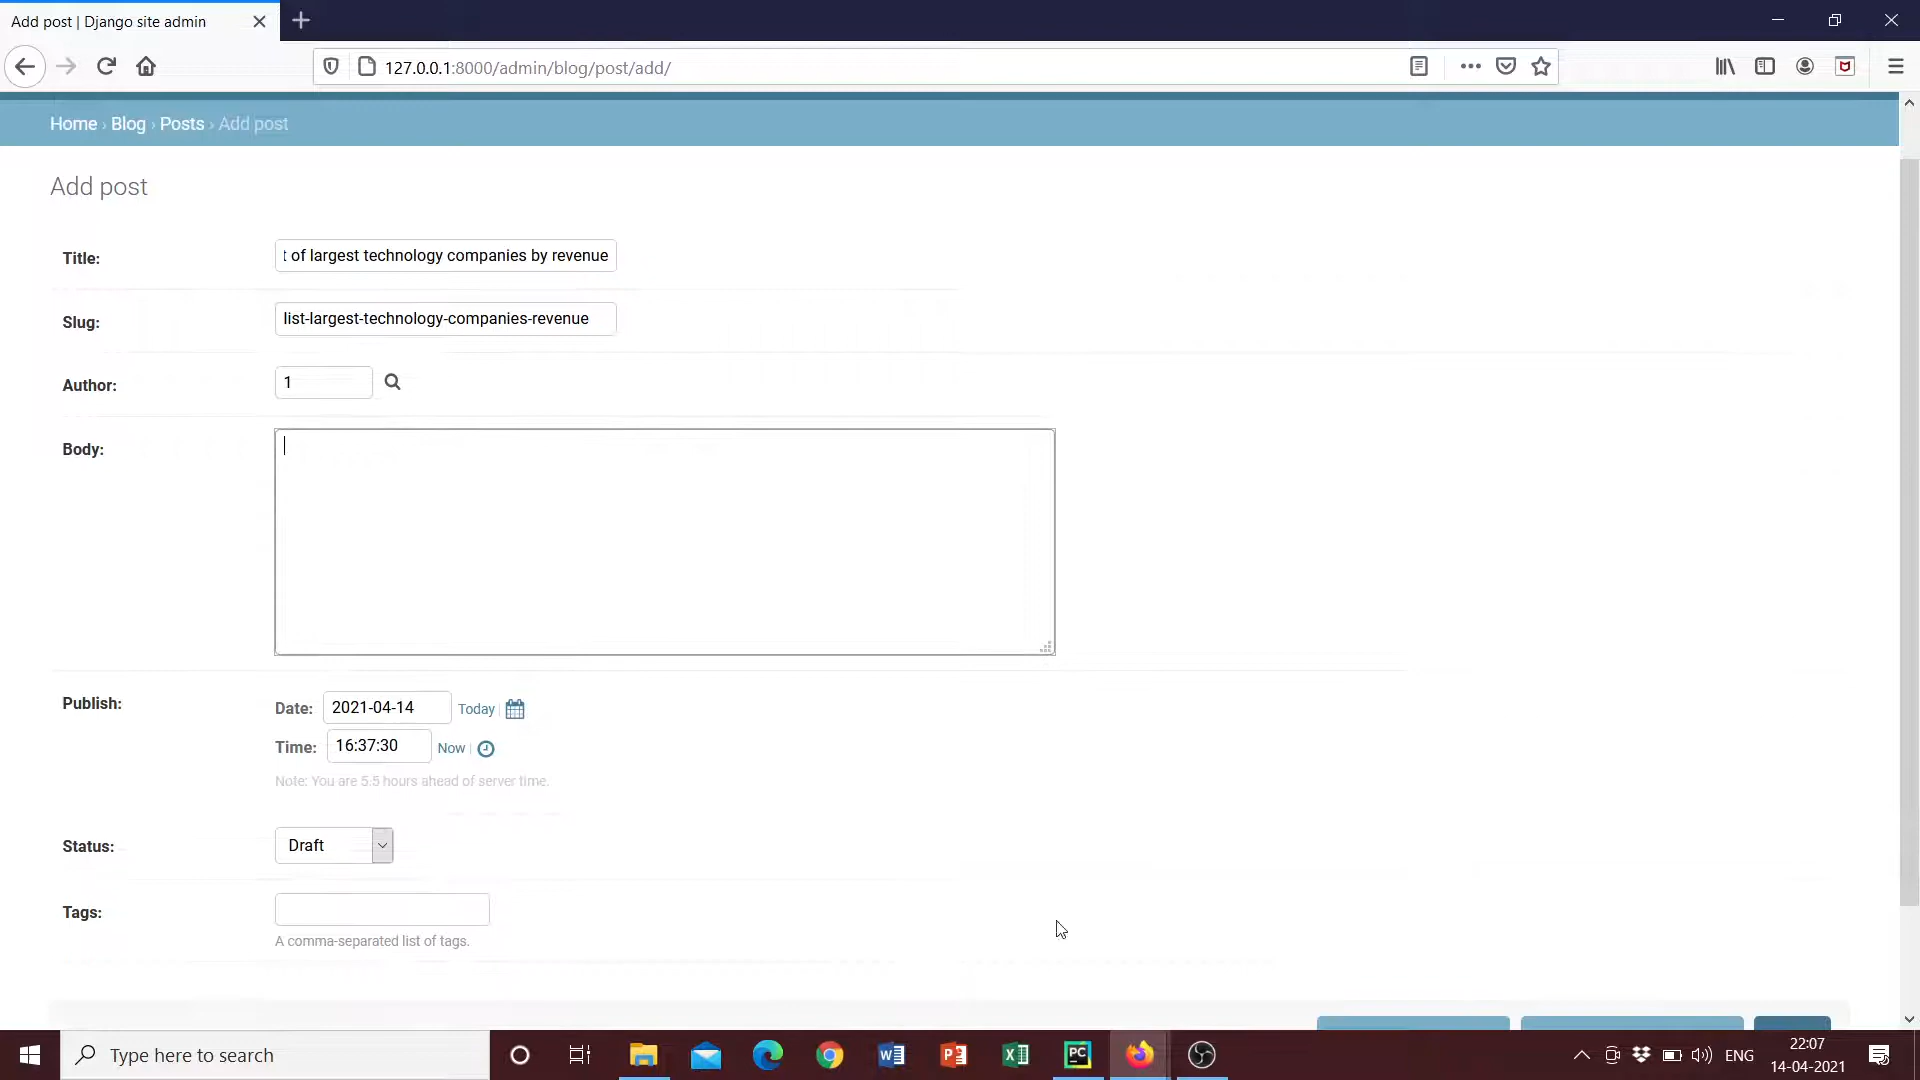 Add post | Django site admin
127.0.0.1:8000/admin/blog/post/add/
Home › Blog › Posts › Add post
Add post
Title: t of largest technology companies by revenue
Slug: list-largest-technology-companies-revenue
Author: 1
Body:
Publish: Date: 2021-04-14 Today
Time: 16:37:30 Now
Note: You are 5.5 hours ahead of server time.
Status: Draft
Tags:
A comma-separated list of tags.
Type here to search
ENG
22:07
14-04-2021